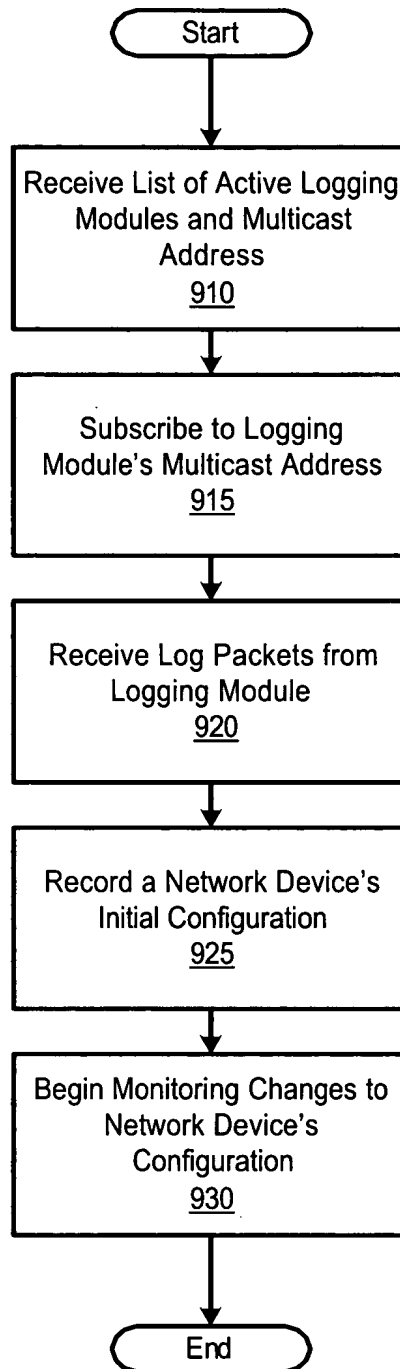 Start
Receive List of Active Logging
Modules and Multicast
Address
910
Subscribe to Logging
Module's Multicast Address
915
Receive Log Packets from
Logging Module
920
Record a Network Device's
Initial Configuration
925
Begin Monitoring Changes to
Network Device's
Configuration
930
End